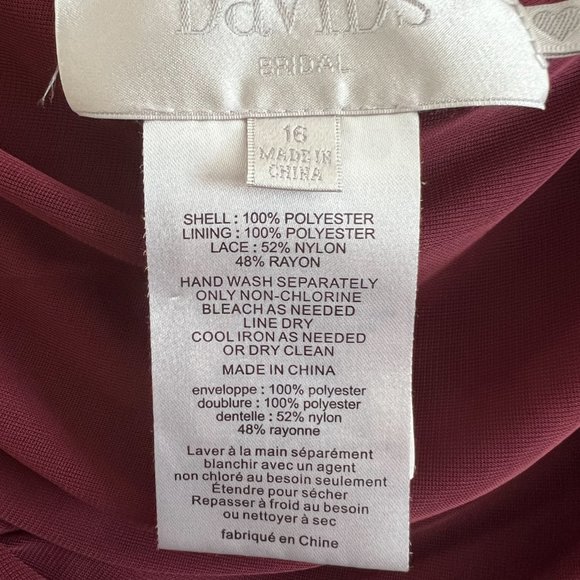 DAVID'S
BRIDAL
16
MADE IN
CHINA
SHELL : 100% POLYESTER
LINING : 100% POLYESTER
LACE : 52% NYLON
48% RAYON
HAND WASH SEPARATELY
ONLY NON-CHLORINE
BLEACH AS NEEDED
LINE DRY
COOL IRON AS NEEDED
OR DRY CLEAN
MADE IN CHINA
enveloppe : 100% polyester
doublure : 100% polyester
dentelle : 52% nylon
48% rayonne
Laver à la main séparément
blanchir avec un agent
non chloré au besoin seulement
Étendre pour sécher
Repasser à froid au besoin
ou nettoyer à sec
fabriqué en Chine